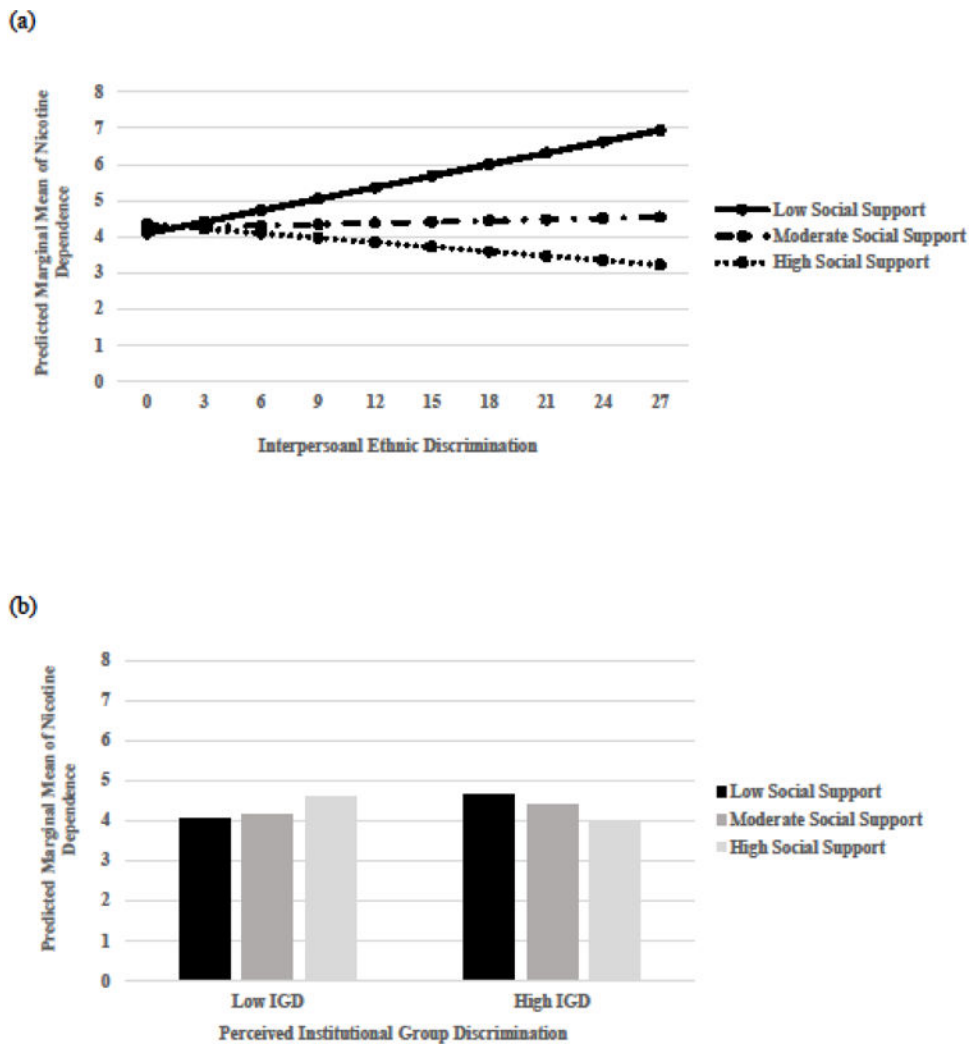 (a)
Predicted Marginal Mean of Nicotine
Dependence
8
7
6
5
4
3
2
1
0
0 3 6 9 12 15 18 21 24 27
Interpersoanl Ethnic Discrimination
Low Social Support
Moderate Social Support
High Social Support
(b)
Predicted Marginal Mean of Nicotine
Dependence
8
7
6
5
4
3
2
1
0
Low IGD High IGD
Perceived Institutional Group Discrimination
Low Social Support
Moderate Social Support
High Social Support